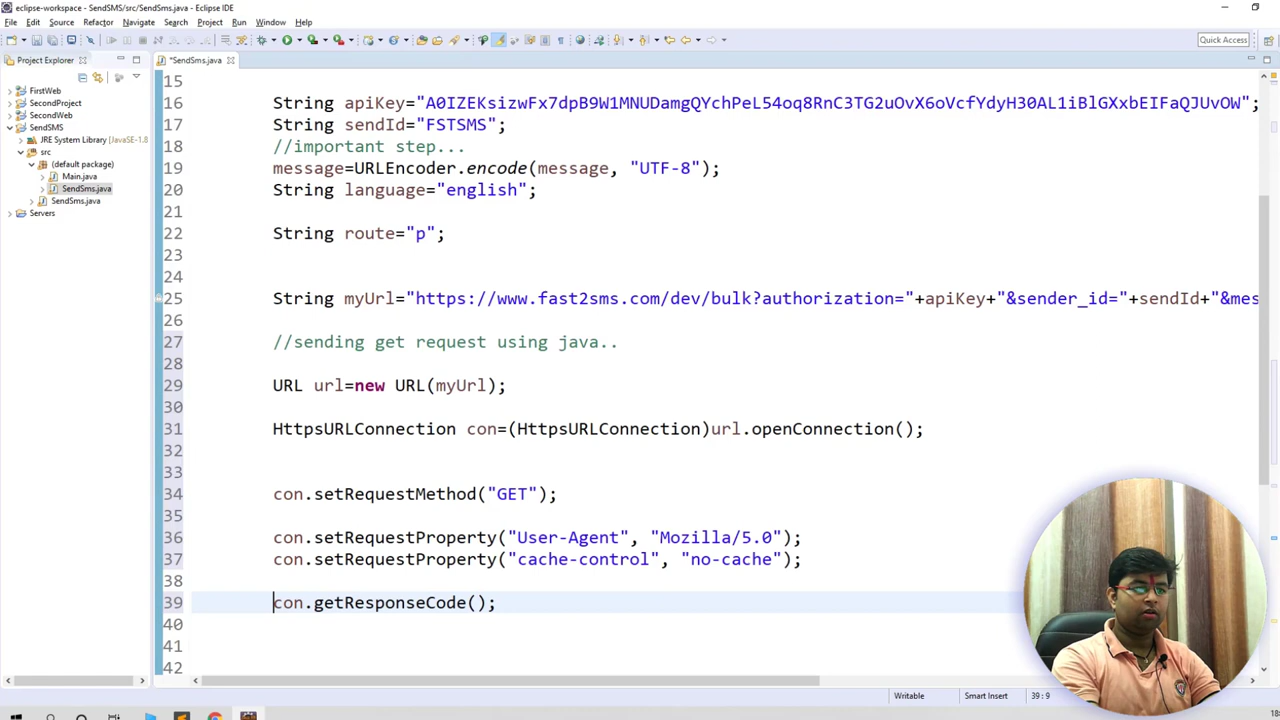 eclipse-workspace - SendSMS/src/SendSms.java - Eclipse IDE
File Edit Source Refactor Navigate Search Project Run Window Help
Quick Access
Project Explorer
*SendSms.java
FirstWeb
SecondProject
SecondWeb
SendSMS
JRE System Library [JavaSE-1.8
src
(default package)
Main.java
SendSms.java
SendSms.java
Servers
15
16 String apiKey="A0IZEKsizwFx7dpB9W1MNUDamgQYchPeL54oq8RnC3TG2uOvX6oVcfYdyH30AL1iBlGXxbEIFaQJUvOW";
17 String sendId="FSTSMS";
18 //important step...
19 message=URLEncoder.encode(message, "UTF-8");
20 String language="english";
21
22 String route="p";
23
24
25 String myUrl="https://www.fast2sms.com/dev/bulk?authorization="+apiKey+"&sender_id="+sendId+"&mes
26
27 //sending get request using java..
28
29 URL url=new URL(myUrl);
30
31 HttpsURLConnection con=(HttpsURLConnection)url.openConnection();
32
33
34 con.setRequestMethod("GET");
35
36 con.setRequestProperty("User-Agent", "Mozilla/5.0");
37 con.setRequestProperty("cache-control", "no-cache");
38
39 con.getResponseCode();
40
41
42
Writable Smart Insert 39 : 9